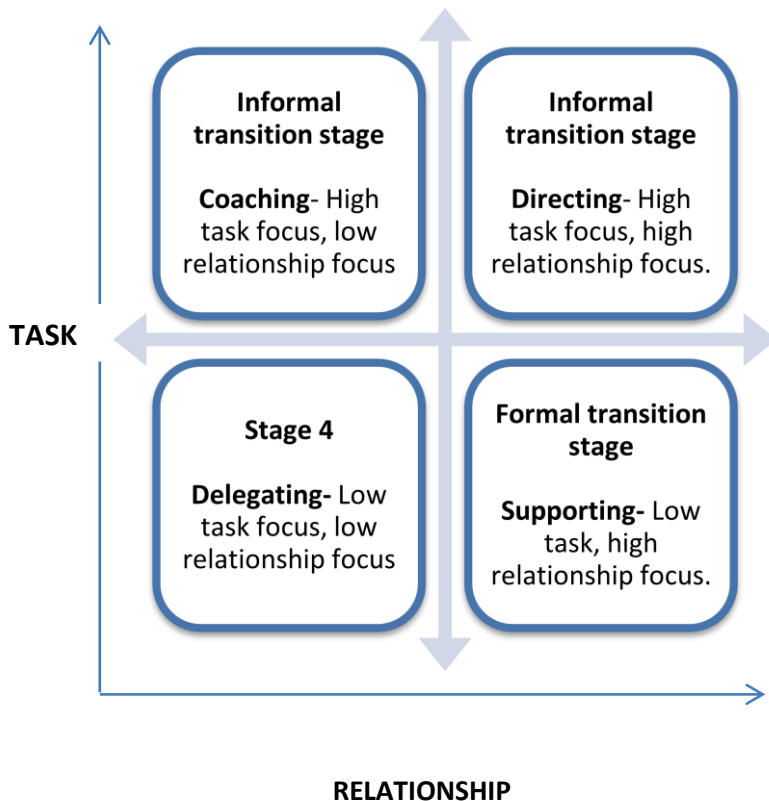 Informal
transition stage
Coaching- High
task focus, low
relationship focus
Informal
transition stage
Directing- High
task focus, high
relationship focus.
TASK
Stage 4
Delegating- Low
task focus, low
relationship focus
Formal transition
stage
Supporting- Low
task, high
relationship focus.
RELATIONSHIP